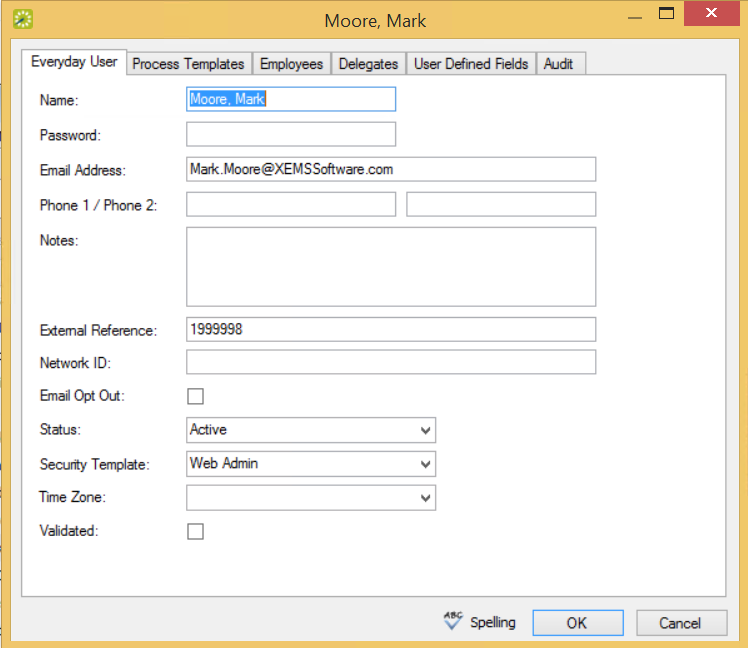 Moore, Mark
Everyday User Process Templates Employees Delegates User Defined Fields Audit
Name: Moore, Mark
Password:
Email Address: Mark.Moore@XEMSSoftware.com
Phone 1 / Phone 2:
Notes:
External Reference: 1999998
Network ID:
Email Opt Out:
Status: Active
Security Template: Web Admin
Time Zone:
Validated:
ABC Spelling OK Cancel